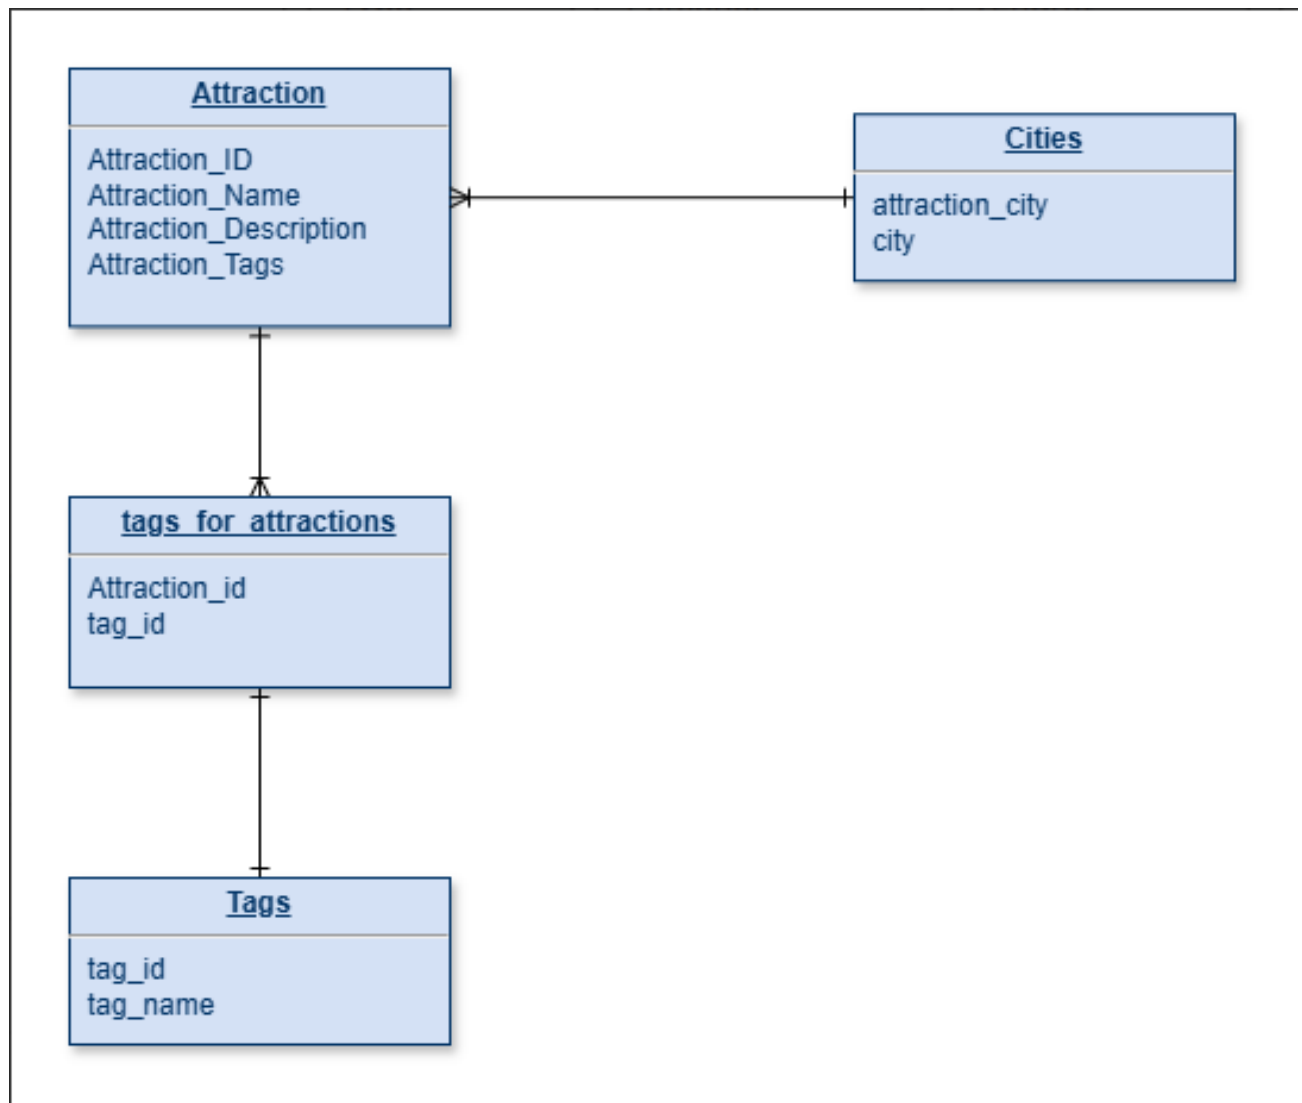 Attraction
Attraction_ID
Attraction_Name
Attraction_Description
Attraction_Tags
Cities
attraction_city
city
tags_for_attractions
Attraction_id
tag_id
Tags
tag_id
tag_name